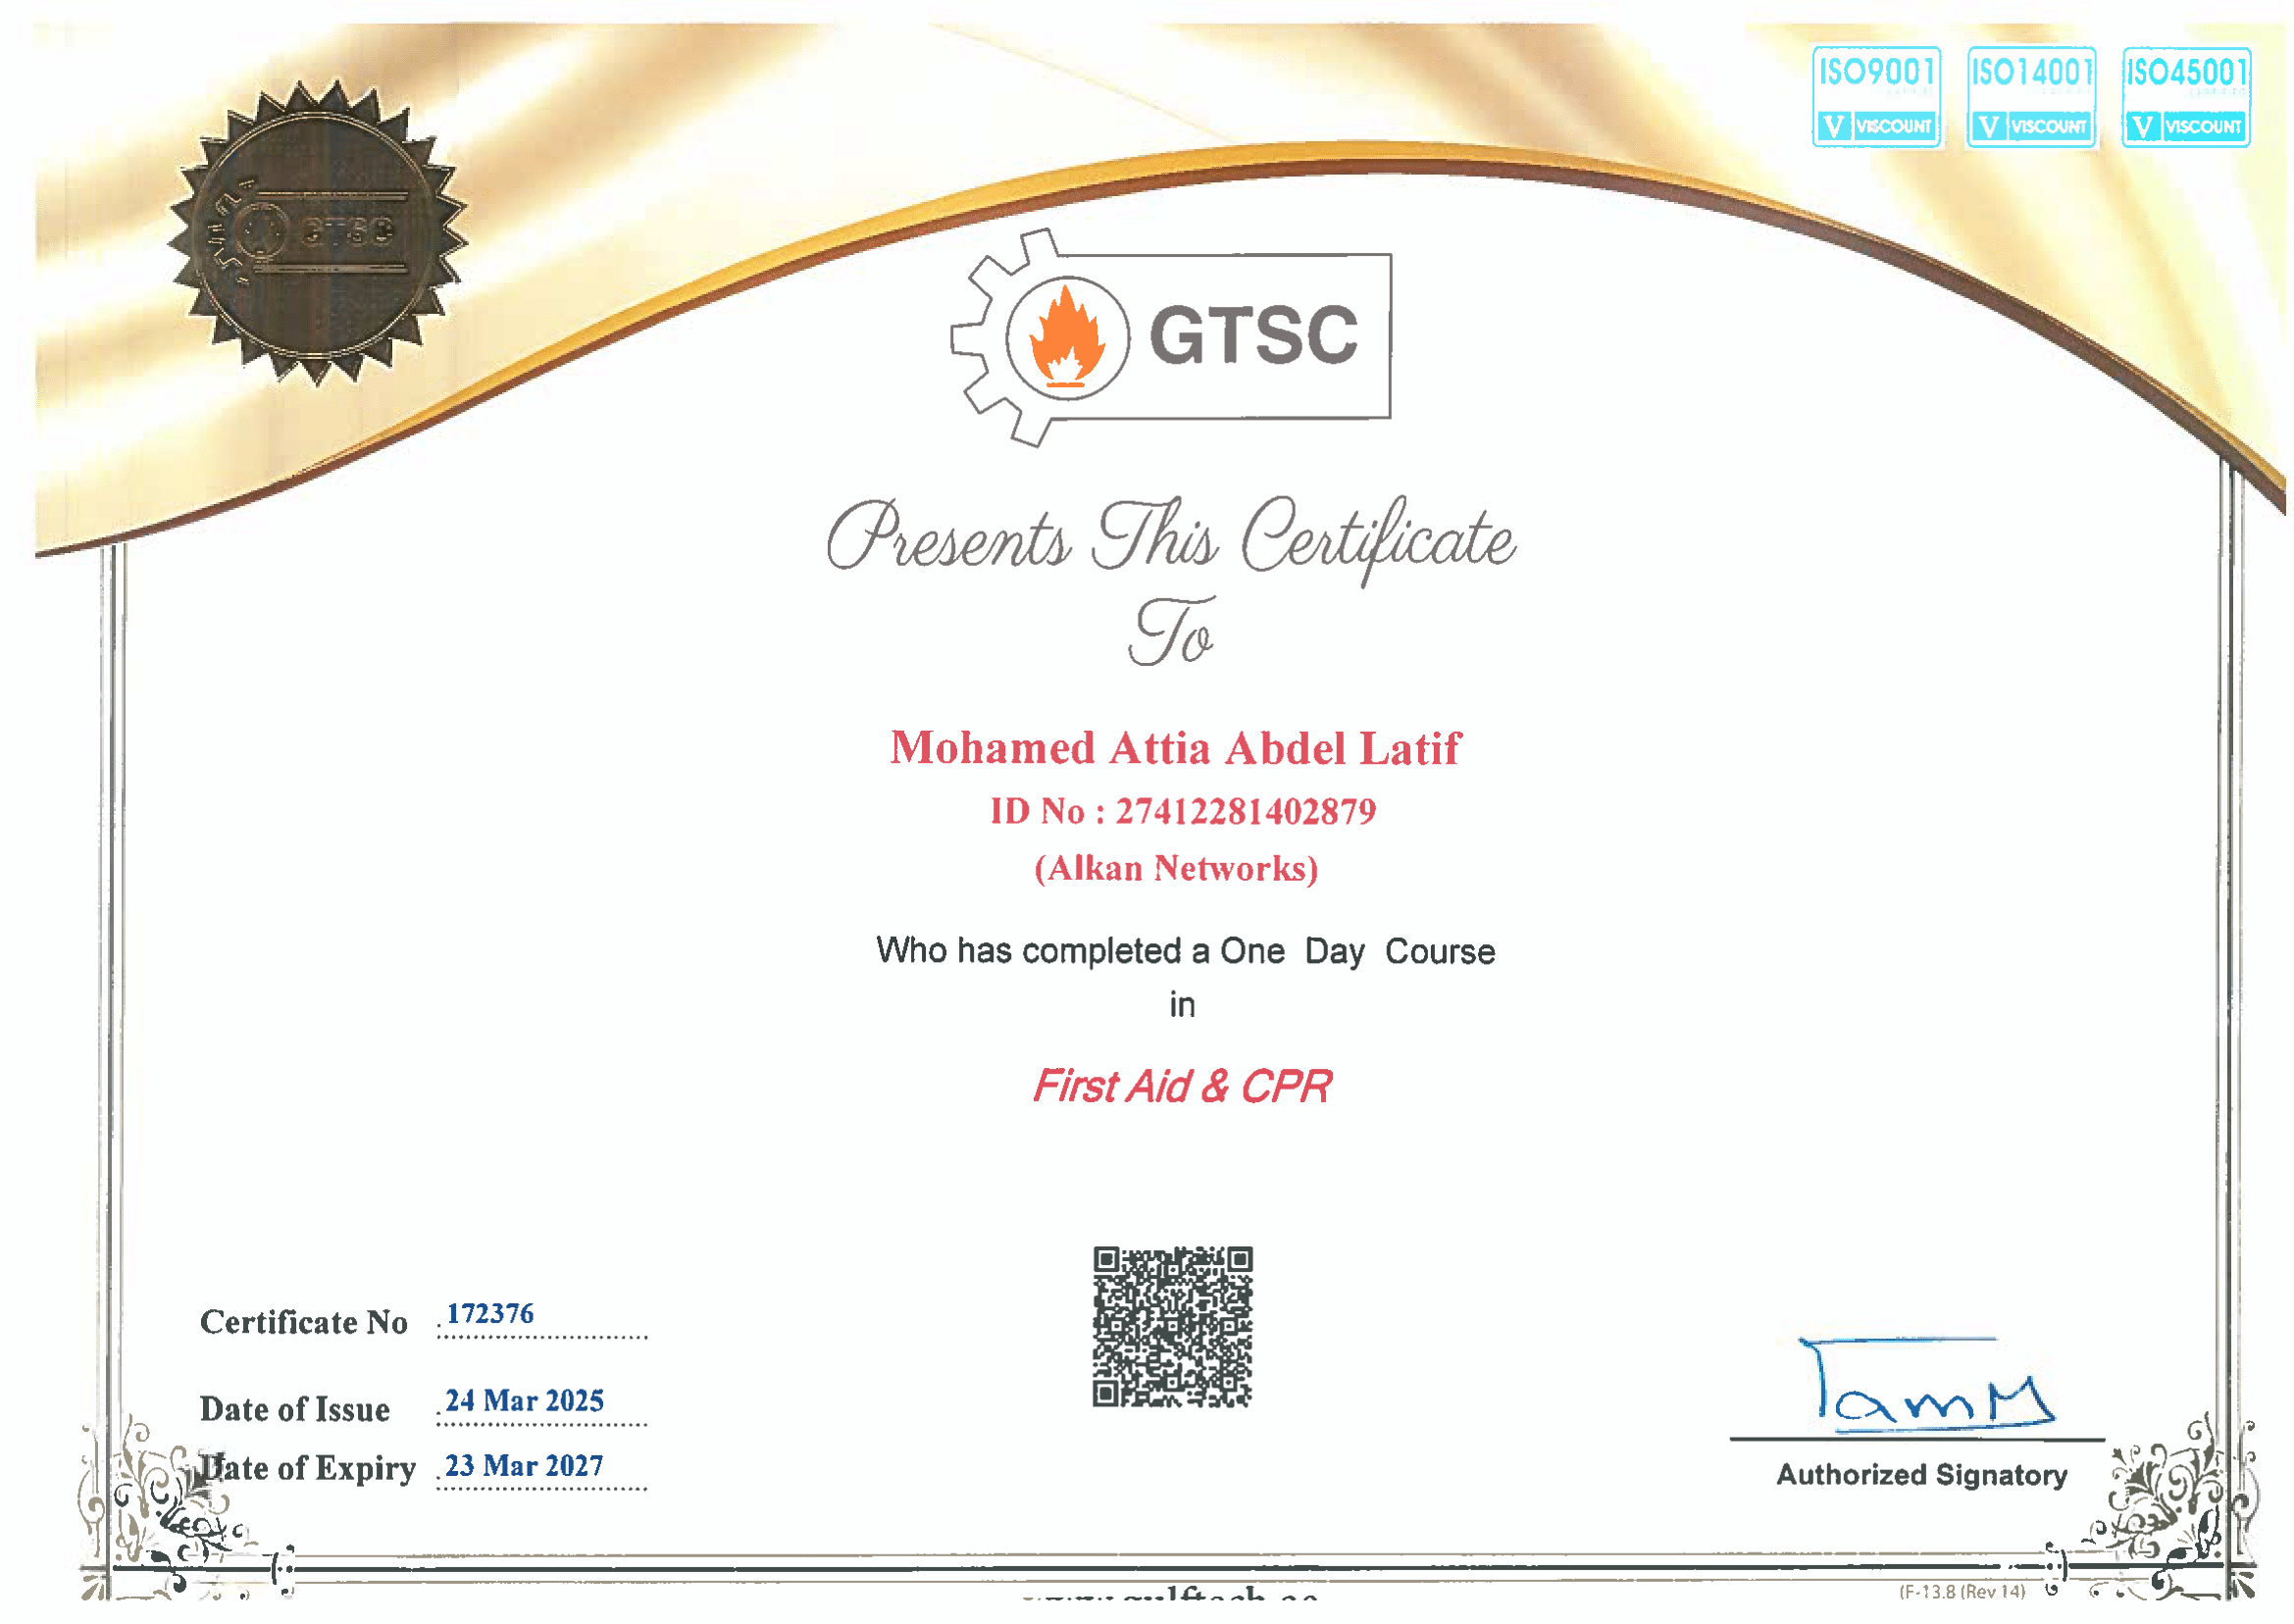 ISO9001 ISO14001 ISO45001
V VISCOUNT V VISCOUNT V VISCOUNT
GTSC
GTSC
Presents This Certificate
To
Mohamed Attia Abdel Latif
ID No : 27412281402879
(Alkan Networks)
Who has completed a One Day Course
in
First Aid & CPR
Certificate No 172376
Date of Issue 24 Mar 2025
Date of Expiry 23 Mar 2027
Authorized Signatory
(F-13.8 (Rev 14)